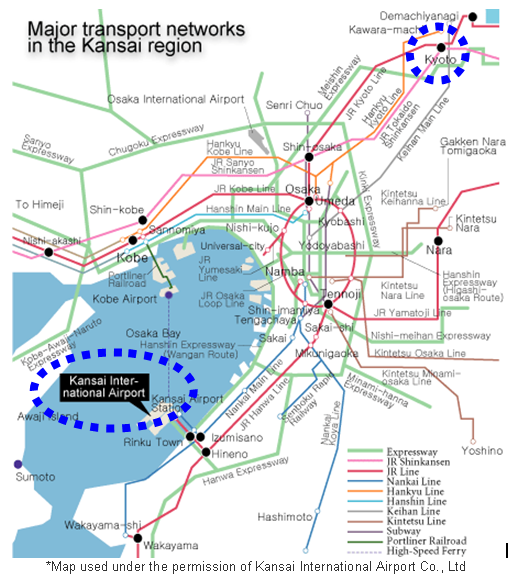 Major transport networks
in the Kansai region
Demachiyanagi
Kawara-mach
Kyoto
Meishin
Expressway
JR Kyoto Line
Hankyu
Kyoto Line
JR Tokaido
Shinkansen
Keihan Main Line
Osaka International Airport
Senri Chuo
Chugoku Expressway
Sanyo
Expressway
Hankyu
Kobe Line
JR Sanyo
Shinkansen
Shin-osaka
Gakken Nara
Tomigaoka
JR Kobe Line
Osaka
Umeda
Kinki Expressway
Kintetsu
Keihanna Line
To Himeji
Shin-kobe
Hanshin Main Line
Kyobashi
Kintetsu
Nara
Sannomiya
Nishi-kujo
Nishi-akashi
Kobe
Universal-city
Yodoyabashi
Nara
Portliner
Railroad
JR
Yumesaki
Line
Namba
Kintetsu
Nara Line
Hanshin
Expressway
(Higashi-
osaka Route)
Kobe Airport
JR Osaka
Loop Line
Tennoji
Shin-imamiya
Tengachaya
JR Yamatoji Line
Osaka Bay
Sakai-shi
Sakai
Nishi-meihan Expressway
Kobe-Awaji-Naruto
Expressway
Hanshin Expressway
(Wangan Route)
Mikunigaoka
Kintetsu Osaka Line
Kansai Inter-
national Airport
Kansai Airport
Station
Nankai Main Line
JR Hanwa Line
Senboku Rapid
Railway
Minami-hanna
Expressway
Kintetsu Minami-
osaka Line
Awaji Island
Rinku Town
Izumisano
Hineno
Nankai
Koya Line
Yoshino
Sumoto
Hanwa Expressway
Hashimoto
Wakayama-shi
Wakayama
Expressway
JR Shinkansen
JR Line
Nankai Line
Hankyu Line
Hanshin Line
Keihan Line
Kintetsu Line
Subway
Portliner Railroad
High-Speed Ferry
*Map used under the permission of Kansai International Airport Co., Ltd